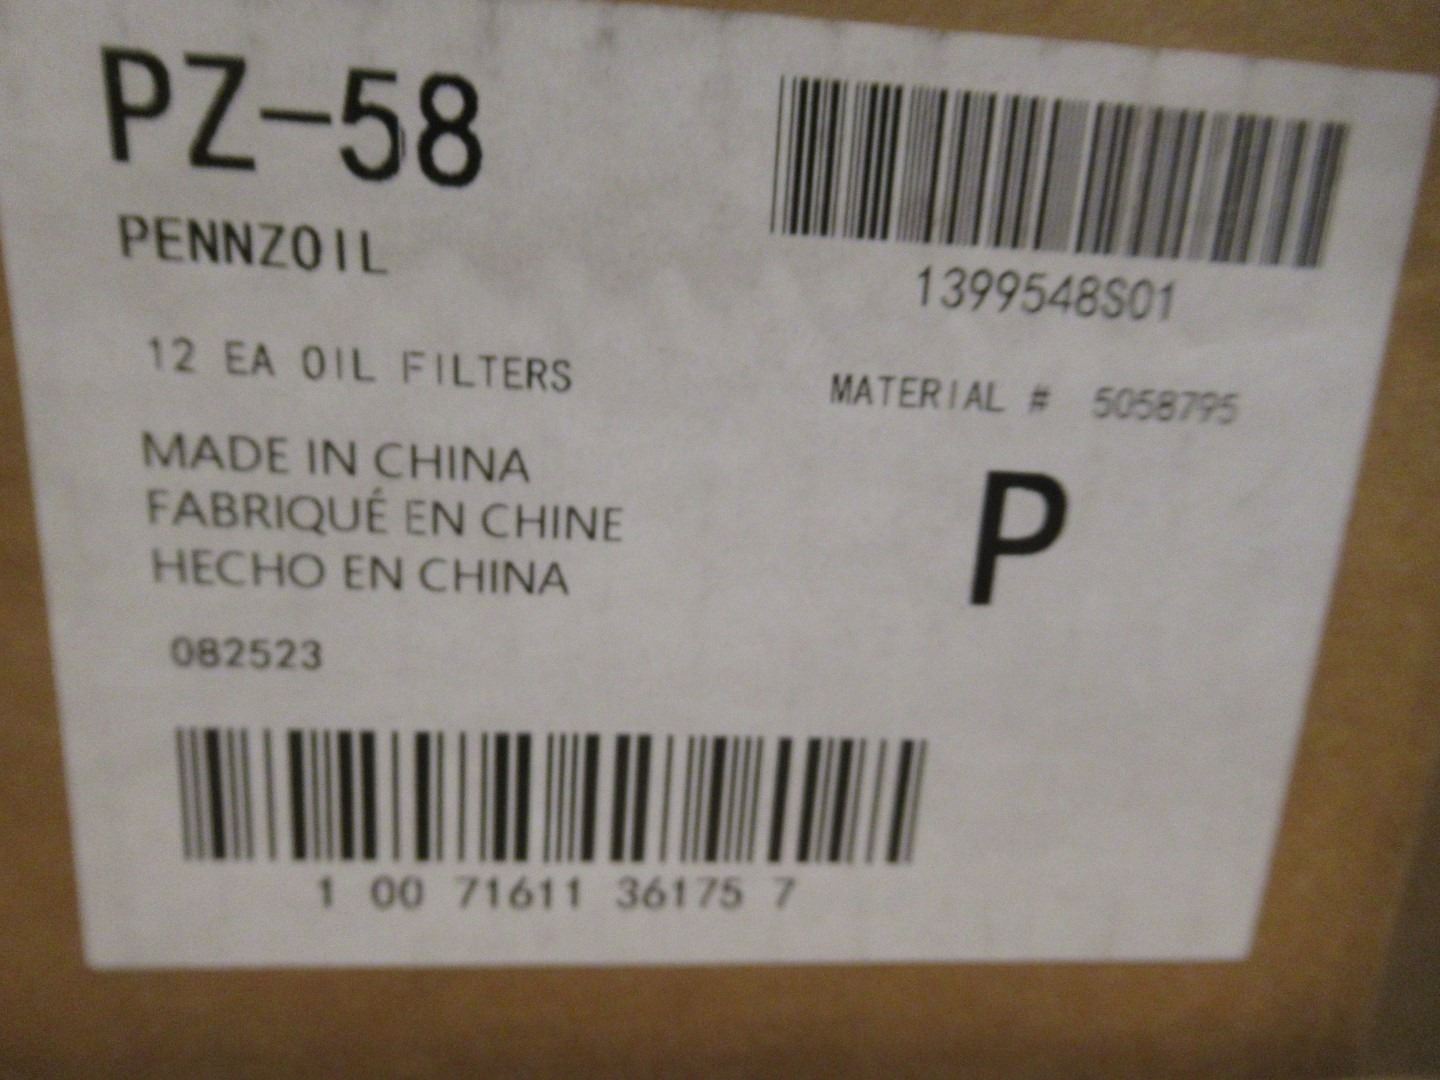 PZ-58
PENNZOIL
1399548S01
12 EA OIL FILTERS
MATERIAL # 5058795
MADE IN CHINA
FABRIQUÉ EN CHINE
HECHO EN CHINA
P
082523
1 00 71611 36175 7